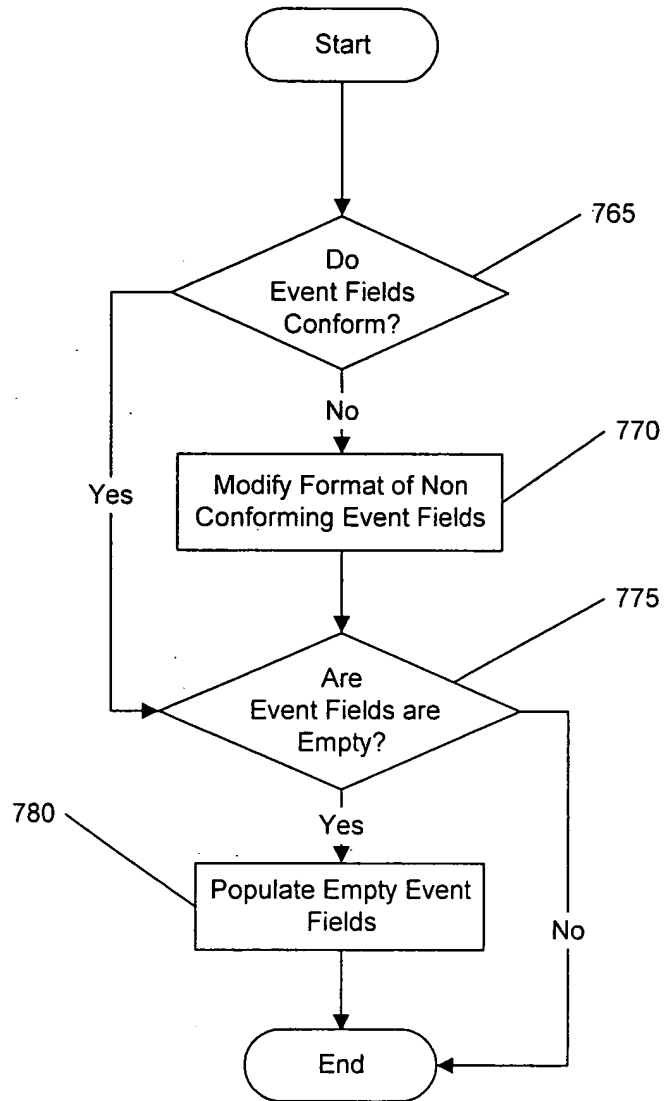 Start
765
Do
Event Fields
Conform?
No
770
Modify Format of Non
Conforming Event Fields
Yes
775
Are
Event Fields are
Empty?
780
Yes
Populate Empty Event
Fields
No
End